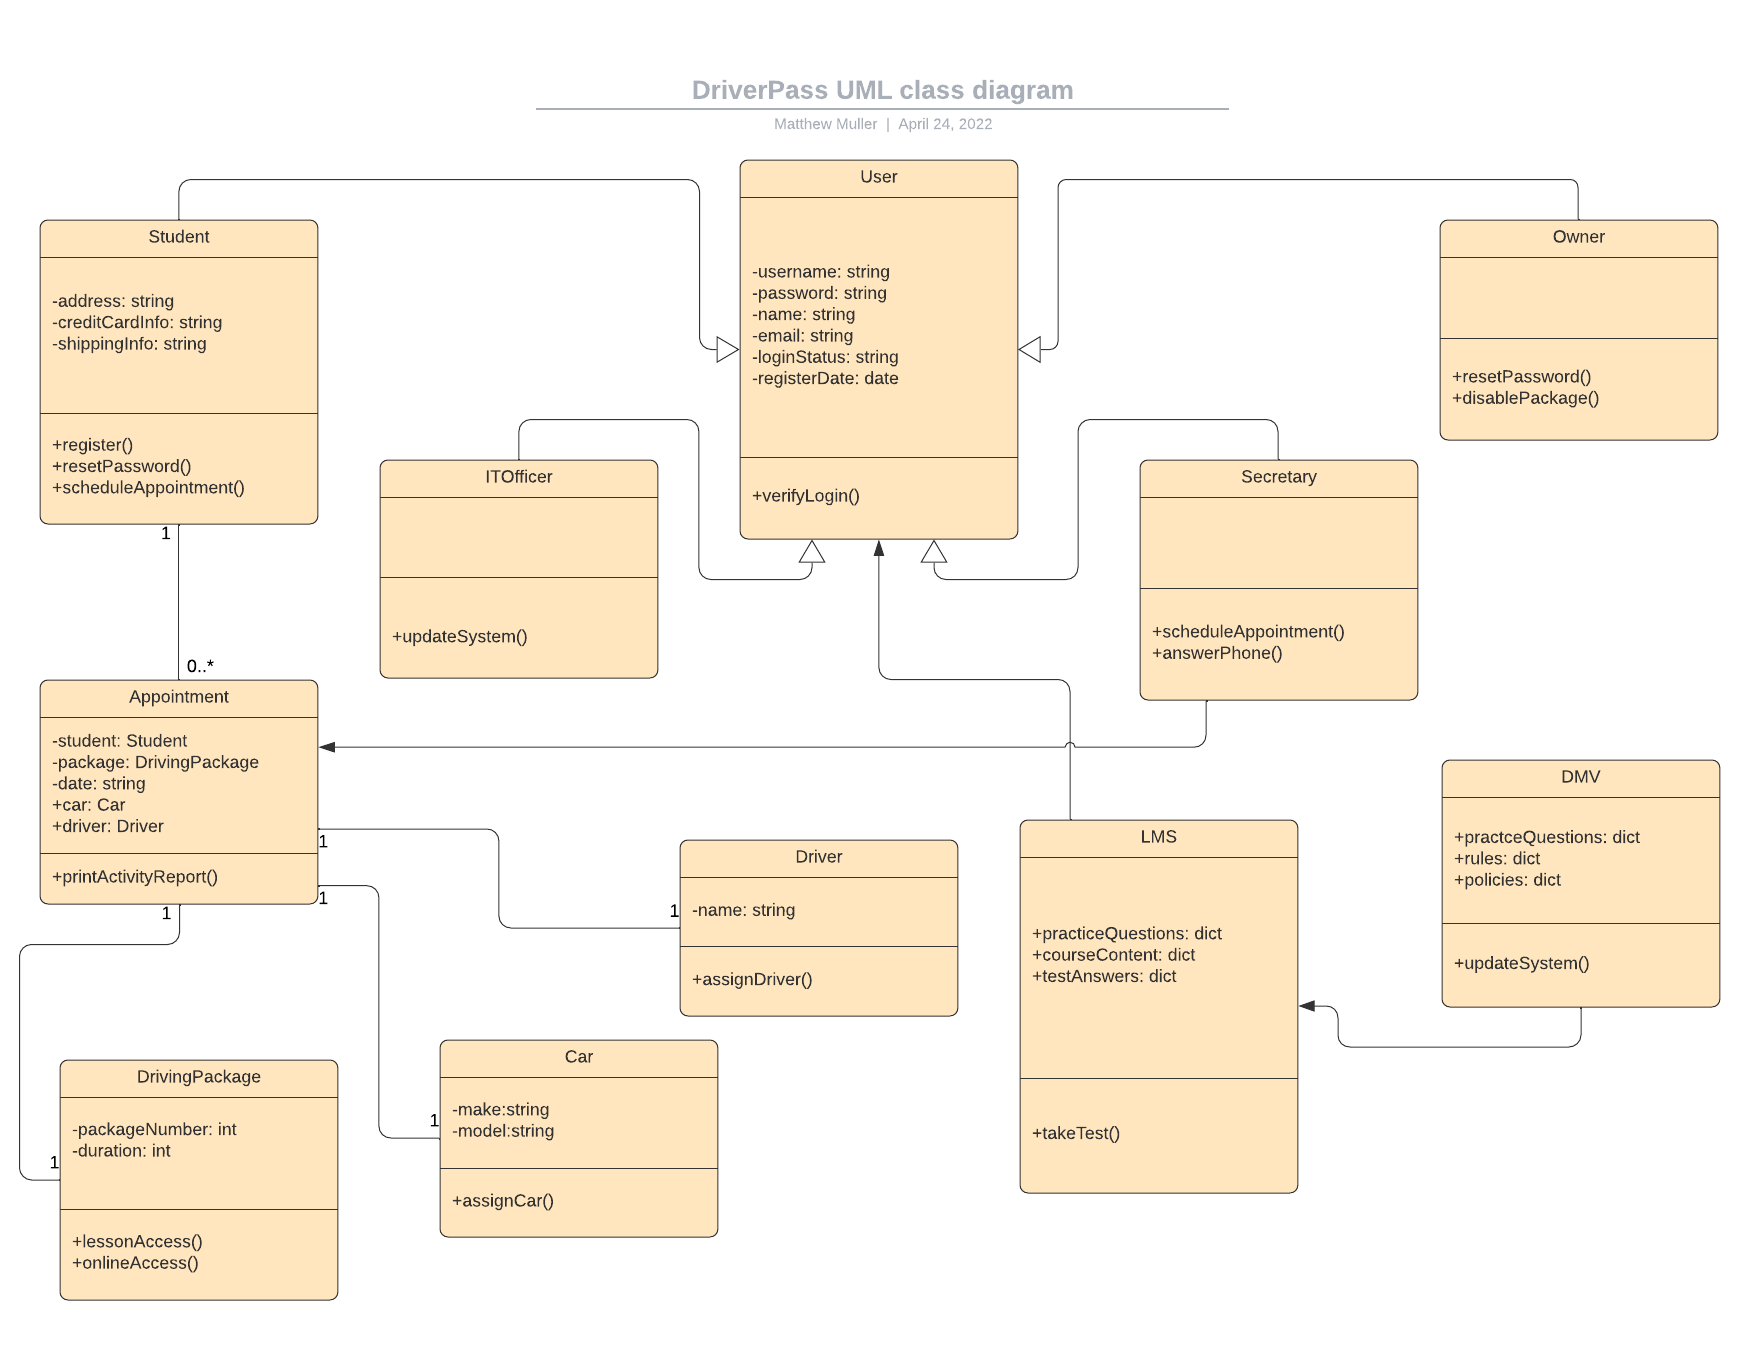 DriverPass UML class diagram
Matthew Muller | April 24, 2022
User
-username: string
-password: string
-name: string
-email: string
-loginStatus: string
-registerDate: date
+verifyLogin()
Student
-address: string
-creditCardInfo: string
-shippingInfo: string
+register()
+resetPassword()
+scheduleAppointment()
1
0..*
Owner
+resetPassword()
+disablePackage()
ITOfficer
+updateSystem()
Secretary
+scheduleAppointment()
+answerPhone()
Appointment
-student: Student
-package: DrivingPackage
-date: string
+car: Car
+driver: Driver
+printActivityReport()
1
1
1
1
1
1
Driver
-name: string
+assignDriver()
LMS
+practiceQuestions: dict
+courseContent: dict
+testAnswers: dict
+takeTest()
DMV
+practceQuestions: dict
+rules: dict
+policies: dict
+updateSystem()
DrivingPackage
-packageNumber: int
-duration: int
+lessonAccess()
+onlineAccess()
Car
-make:string
-model:string
+assignCar()